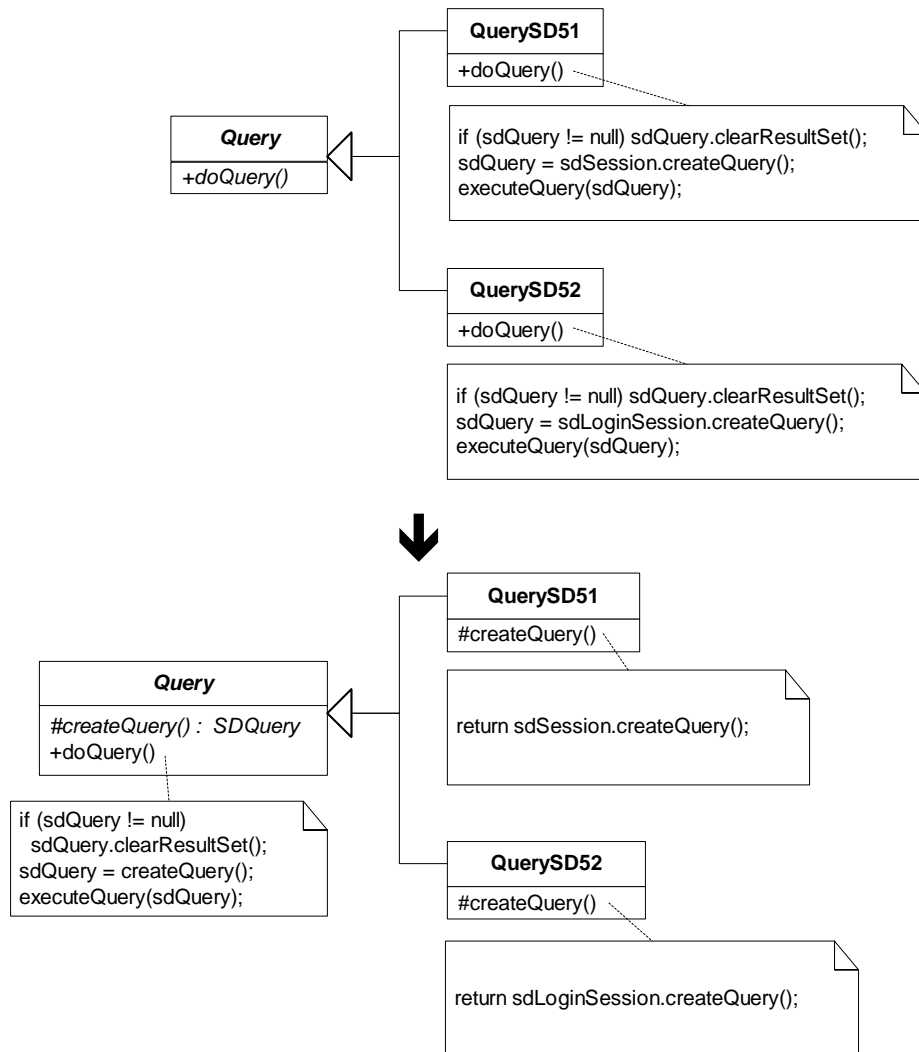 QuerySD51
+doQuery()
if (sdQuery != null) sdQuery.clearResultSet();
sdQuery = sdSession.createQuery();
executeQuery(sdQuery);
Query
+doQuery()
QuerySD52
+doQuery()
if (sdQuery != null) sdQuery.clearResultSet();
sdQuery = sdLoginSession.createQuery();
executeQuery(sdQuery);
QuerySD51
#createQuery()
return sdSession.createQuery();
Query
#createQuery() : SDQuery
+doQuery()
if (sdQuery != null)
sdQuery.clearResultSet();
sdQuery = createQuery();
executeQuery(sdQuery);
QuerySD52
#createQuery()
return sdLoginSession.createQuery();